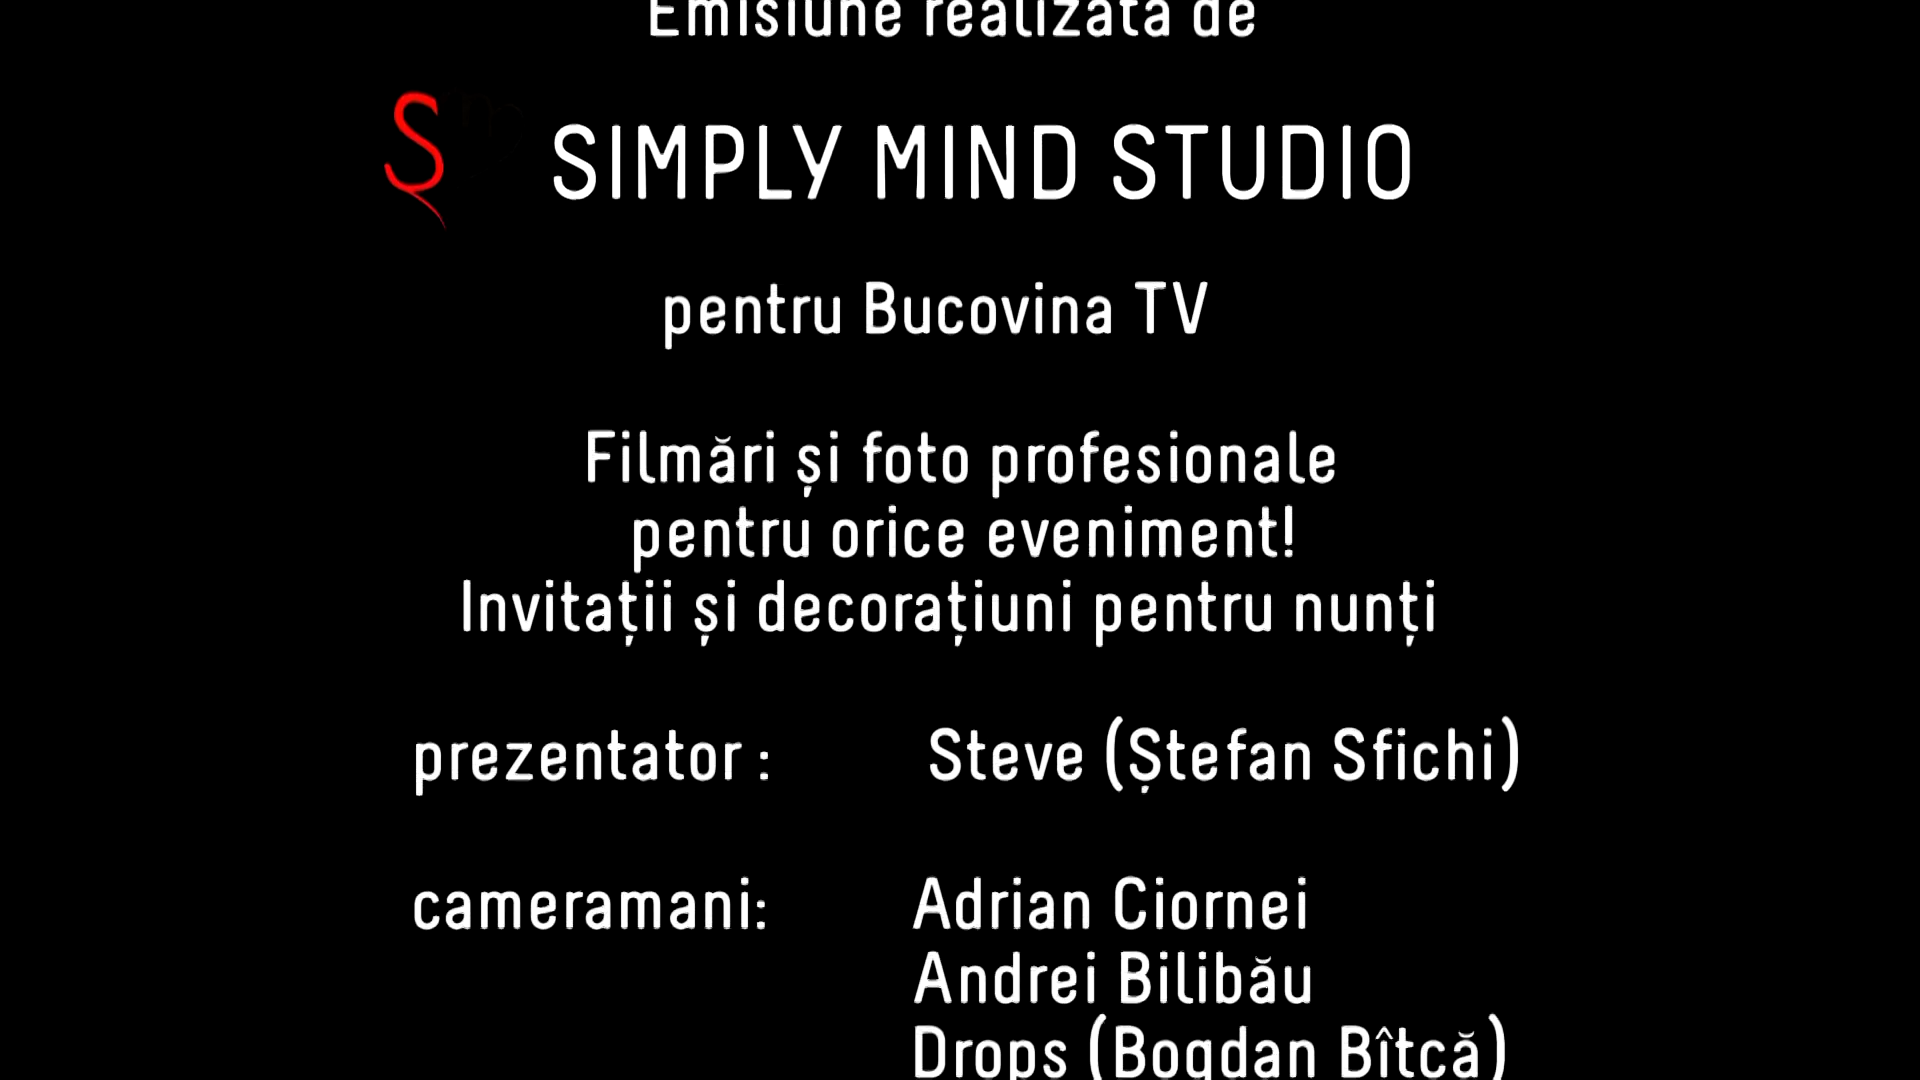 Emisiune realizată de
S SIMPLY MIND STUDIO
pentru Bucovina TV
Filmări și foto profesionale
pentru orice eveniment!
Invitații și decorațiuni pentru nunți
prezentator : Steve (Ștefan Sfichi)
cameramani: Adrian Ciornei
Andrei Bilibău
Drops (Bogdan Bîtcă)